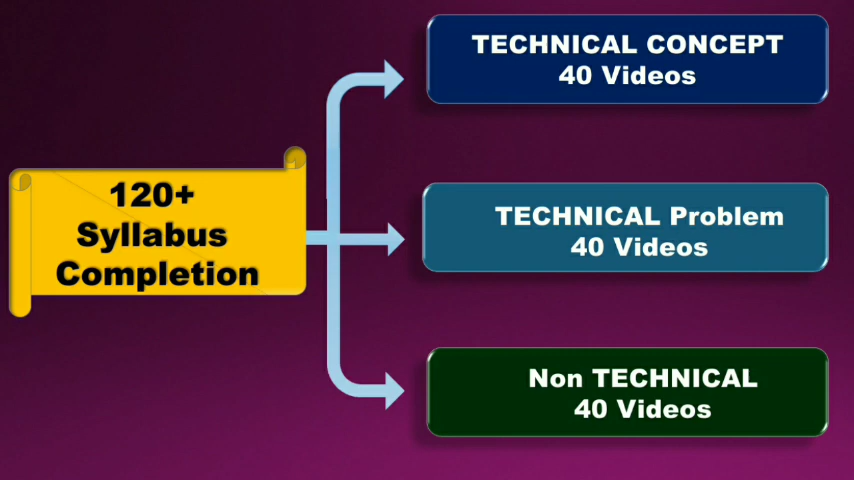 120+
Syllabus
Completion
TECHNICAL CONCEPT
40 Videos
TECHNICAL Problem
40 Videos
Non TECHNICAL
40 Videos